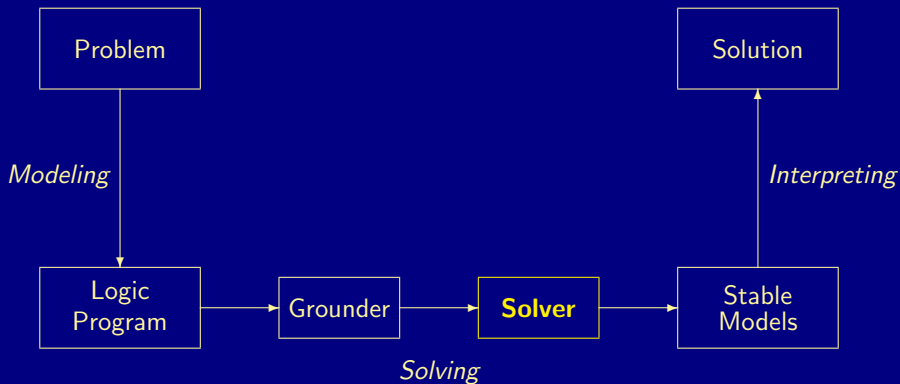 Problem
Solution
Modeling
Interpreting
Logic
Program
Grounder
Solver
Stable
Models
Solving